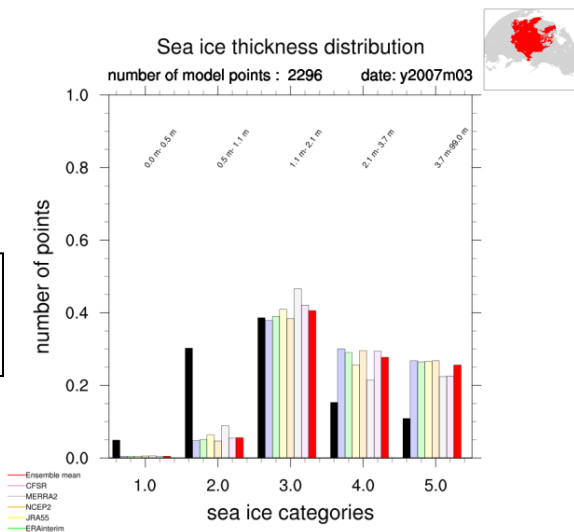 Sea ice thickness distribution
number of model points : 2296 date: y2007m03
1.0
0.8
0.6
0.4
0.2
0.0
number of points
0.0 m- 0.5 m
0.5 m- 1.1 m
1.1 m- 2.1 m
2.1 m- 3.7 m
3.7 m-99.0 m
1.0 2.0 3.0 4.0 5.0
sea ice categories
Ensemble mean
CFSR
MERRA2
NCEP2
JRA55
ERAinterim